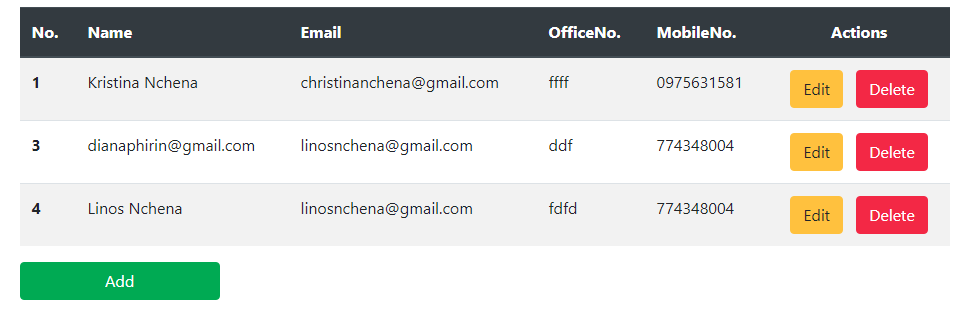 No. Name Email OfficeNo. MobileNo. Actions
1 Kristina Nchena christinanchena@gmail.com ffff 0975631581 Edit Delete
3 dianaphirin@gmail.com linosnchena@gmail.com ddf 774348004 Edit Delete
4 Linos Nchena linosnchena@gmail.com fdfd 774348004 Edit Delete
Add